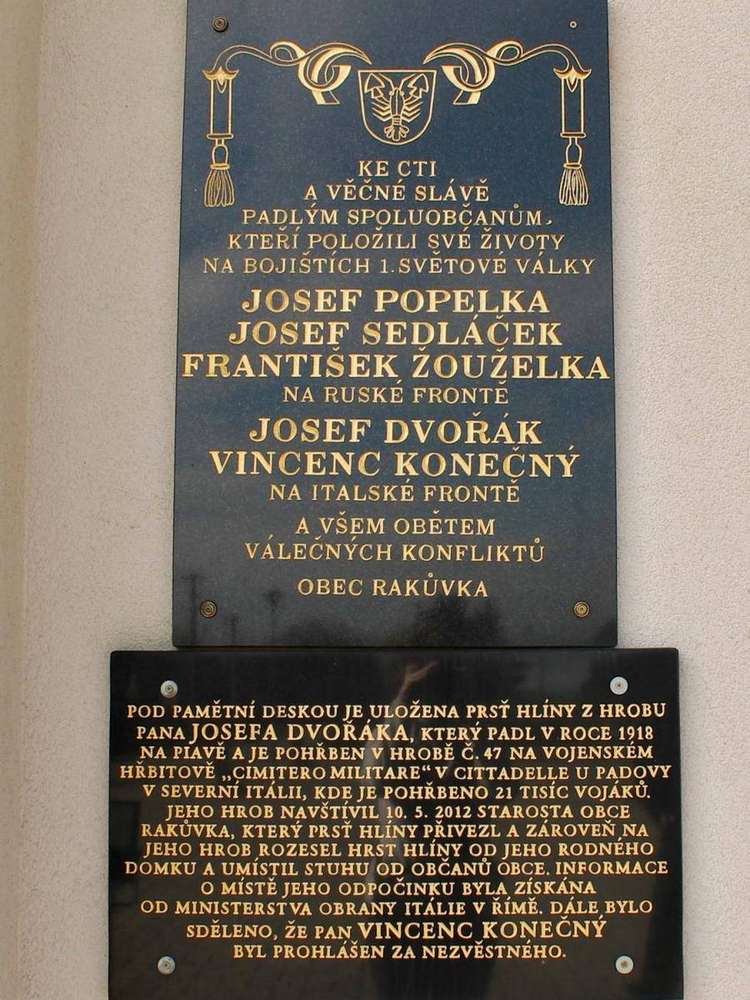 KE CTI
A VĚČNÉ SLÁVĚ
PADLÝM SPOLUOBČANŮM,
KTEŘÍ POLOŽILI SVÉ ŽIVOTY
NA BOJIŠTÍCH 1. SVĚTOVÉ VÁLKY
JOSEF POPELKA
JOSEF SEDLÁČEK
FRANTIŠEK ŽOUŽELKA
NA RUSKÉ FRONTĚ
JOSEF DVOŘÁK
VINCENC KONEČNÝ
NA ITALSKÉ FRONTĚ
A VŠEM OBĚTEM
VÁLEČNÝCH KONFLIKTŮ
OBEC RAKŮVKA
POD PAMĚTNÍ DESKOU JE ULOŽENA PRSŤ HLÍNY Z HROBU
PANA JOSEFA DVOŘÁKA, KTERÝ PADL V ROCE 1918
NA PIAVĚ A JE POHŘBEN V HROBĚ Č. 47 NA VOJENSKÉM
HŘBITOVĚ „CIMITERO MILITARE“ V CITTADELLE U PADOVY
V SEVERNÍ ITÁLII, KDE JE POHŘBENO 21 TISÍC VOJÁKŮ.
JEHO HROB NAVŠTÍVIL 10. 5. 2012 STAROSTA OBCE
RAKŮVKA, KTERÝ PRSŤ HLÍNY PŘIVEZL A ZÁROVEŇ NA
JEHO HROB ROZESEL HRST HLÍNY OD JEHO RODNÉHO
DOMKU A UMÍSTIL STUHU OD OBČANŮ OBCE. INFORMACE
O MÍSTĚ JEHO ODPOČINKU BYLA ZÍSKÁNA
OD MINISTERSTVA OBRANY ITÁLIE V ŘÍMĚ. DÁLE BYLO
SDĚLENO, ŽE PAN VINCENC KONEČNÝ
BYL PROHLÁŠEN ZA NEZVĚSTNÉHO.